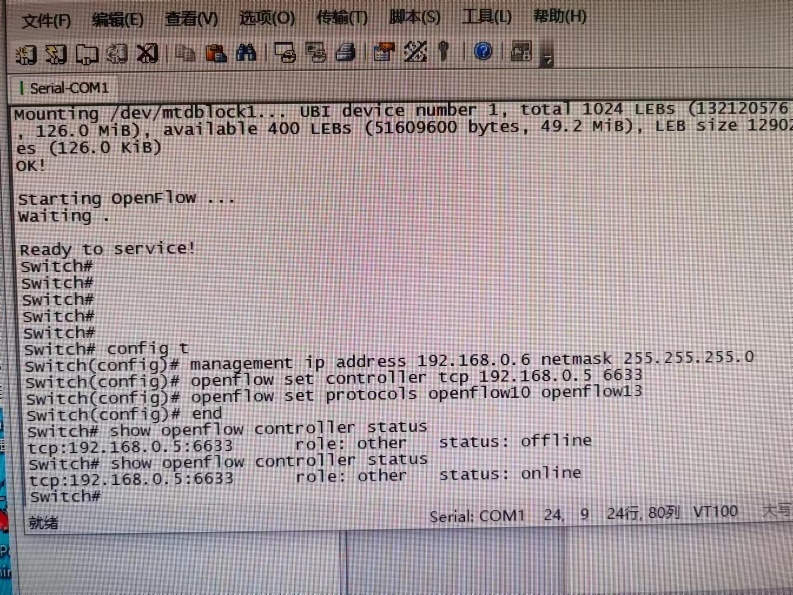 文件(F) 编辑(E) 查看(V) 选项(O) 传输(T) 脚本(S) 工具(L) 帮助(H)
Serial-COM1
Mounting /dev/mtdblock1... UBI device number 1, total 1024 LEBs (132120576
, 126.0 MiB), available 400 LEBs (51609600 bytes, 49.2 MiB), LEB size 12902
es (126.0 KiB)
OK!
Starting OpenFlow ...
Waiting .
Ready to service!
Switch#
Switch#
Switch#
Switch#
Switch#
Switch# config t
Switch(config)# management ip address 192.168.0.6 netmask 255.255.255.0
Switch(config)# openflow set controller tcp 192.168.0.5 6633
Switch(config)# openflow set protocols openflow10 openflow13
Switch(config)# end
Switch# show openflow controller status
tcp:192.168.0.5:6633 role: other status: offline
Switch# show openflow controller status
tcp:192.168.0.5:6633 role: other status: online
Switch#
就绪 Serial: COM1 24, 9 24行, 80列 VT100 大写